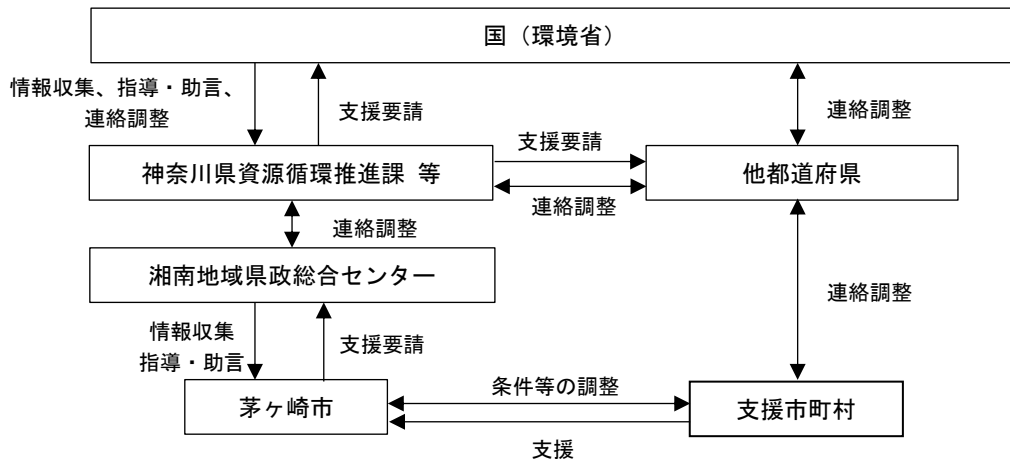 国（環境省）
情報収集、指導・助言、
連絡調整
支援要請
連絡調整
神奈川県資源循環推進課 等
支援要請
連絡調整
他都道府県
連絡調整
湘南地域県政総合センター
連絡調整
情報収集
指導・助言
支援要請
茅ヶ崎市
条件等の調整
支援
支援市町村